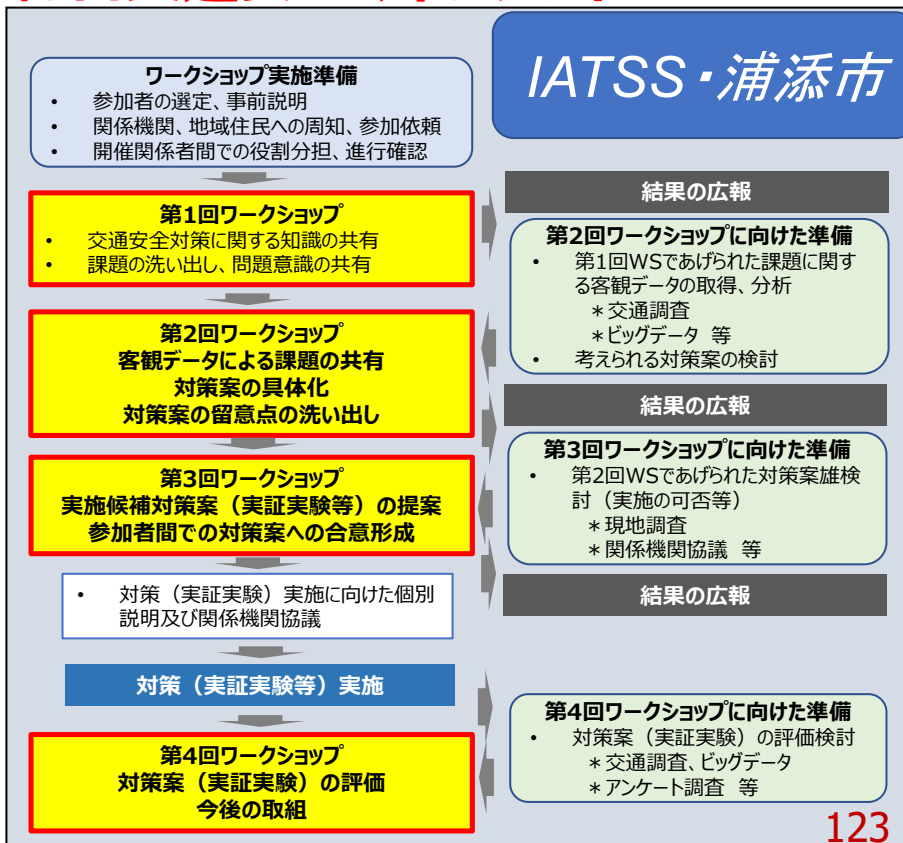 IATSS・浦添市
ワークショップ実施準備
• 参加者の選定、事前説明
• 関係機関、地域住民への周知、参加依頼
• 開催関係者間での役割分担、進行確認
第1回ワークショップ
• 交通安全対策に関する知識の共有
• 課題の洗い出し、問題意識の共有
結果の広報
第2回ワークショップに向けた準備
• 第1回WSであげられた課題に関す
る客観データの取得、分析
＊交通調査
＊ビッグデータ 等
• 考えられる対策案の検討
第2回ワークショップ
客観データによる課題の共有
対策案の具体化
対策案の留意点の洗い出し
結果の広報
第3回ワークショップに向けた準備
• 第2回WSであげられた対策案雄検
討（実施の可否等）
＊現地調査
＊関係機関協議 等
第3回ワークショップ
実施候補対策案（実証実験等）の提案
参加者間での対策案への合意形成
結果の広報
• 対策（実証実験）実施に向けた個別
説明及び関係機関協議
対策（実証実験等）実施
第4回ワークショップに向けた準備
• 対策案（実証実験）の評価検討
＊交通調査、ビッグデータ
＊アンケート調査 等
第4回ワークショップ
対策案（実証実験）の評価
今後の取組
123